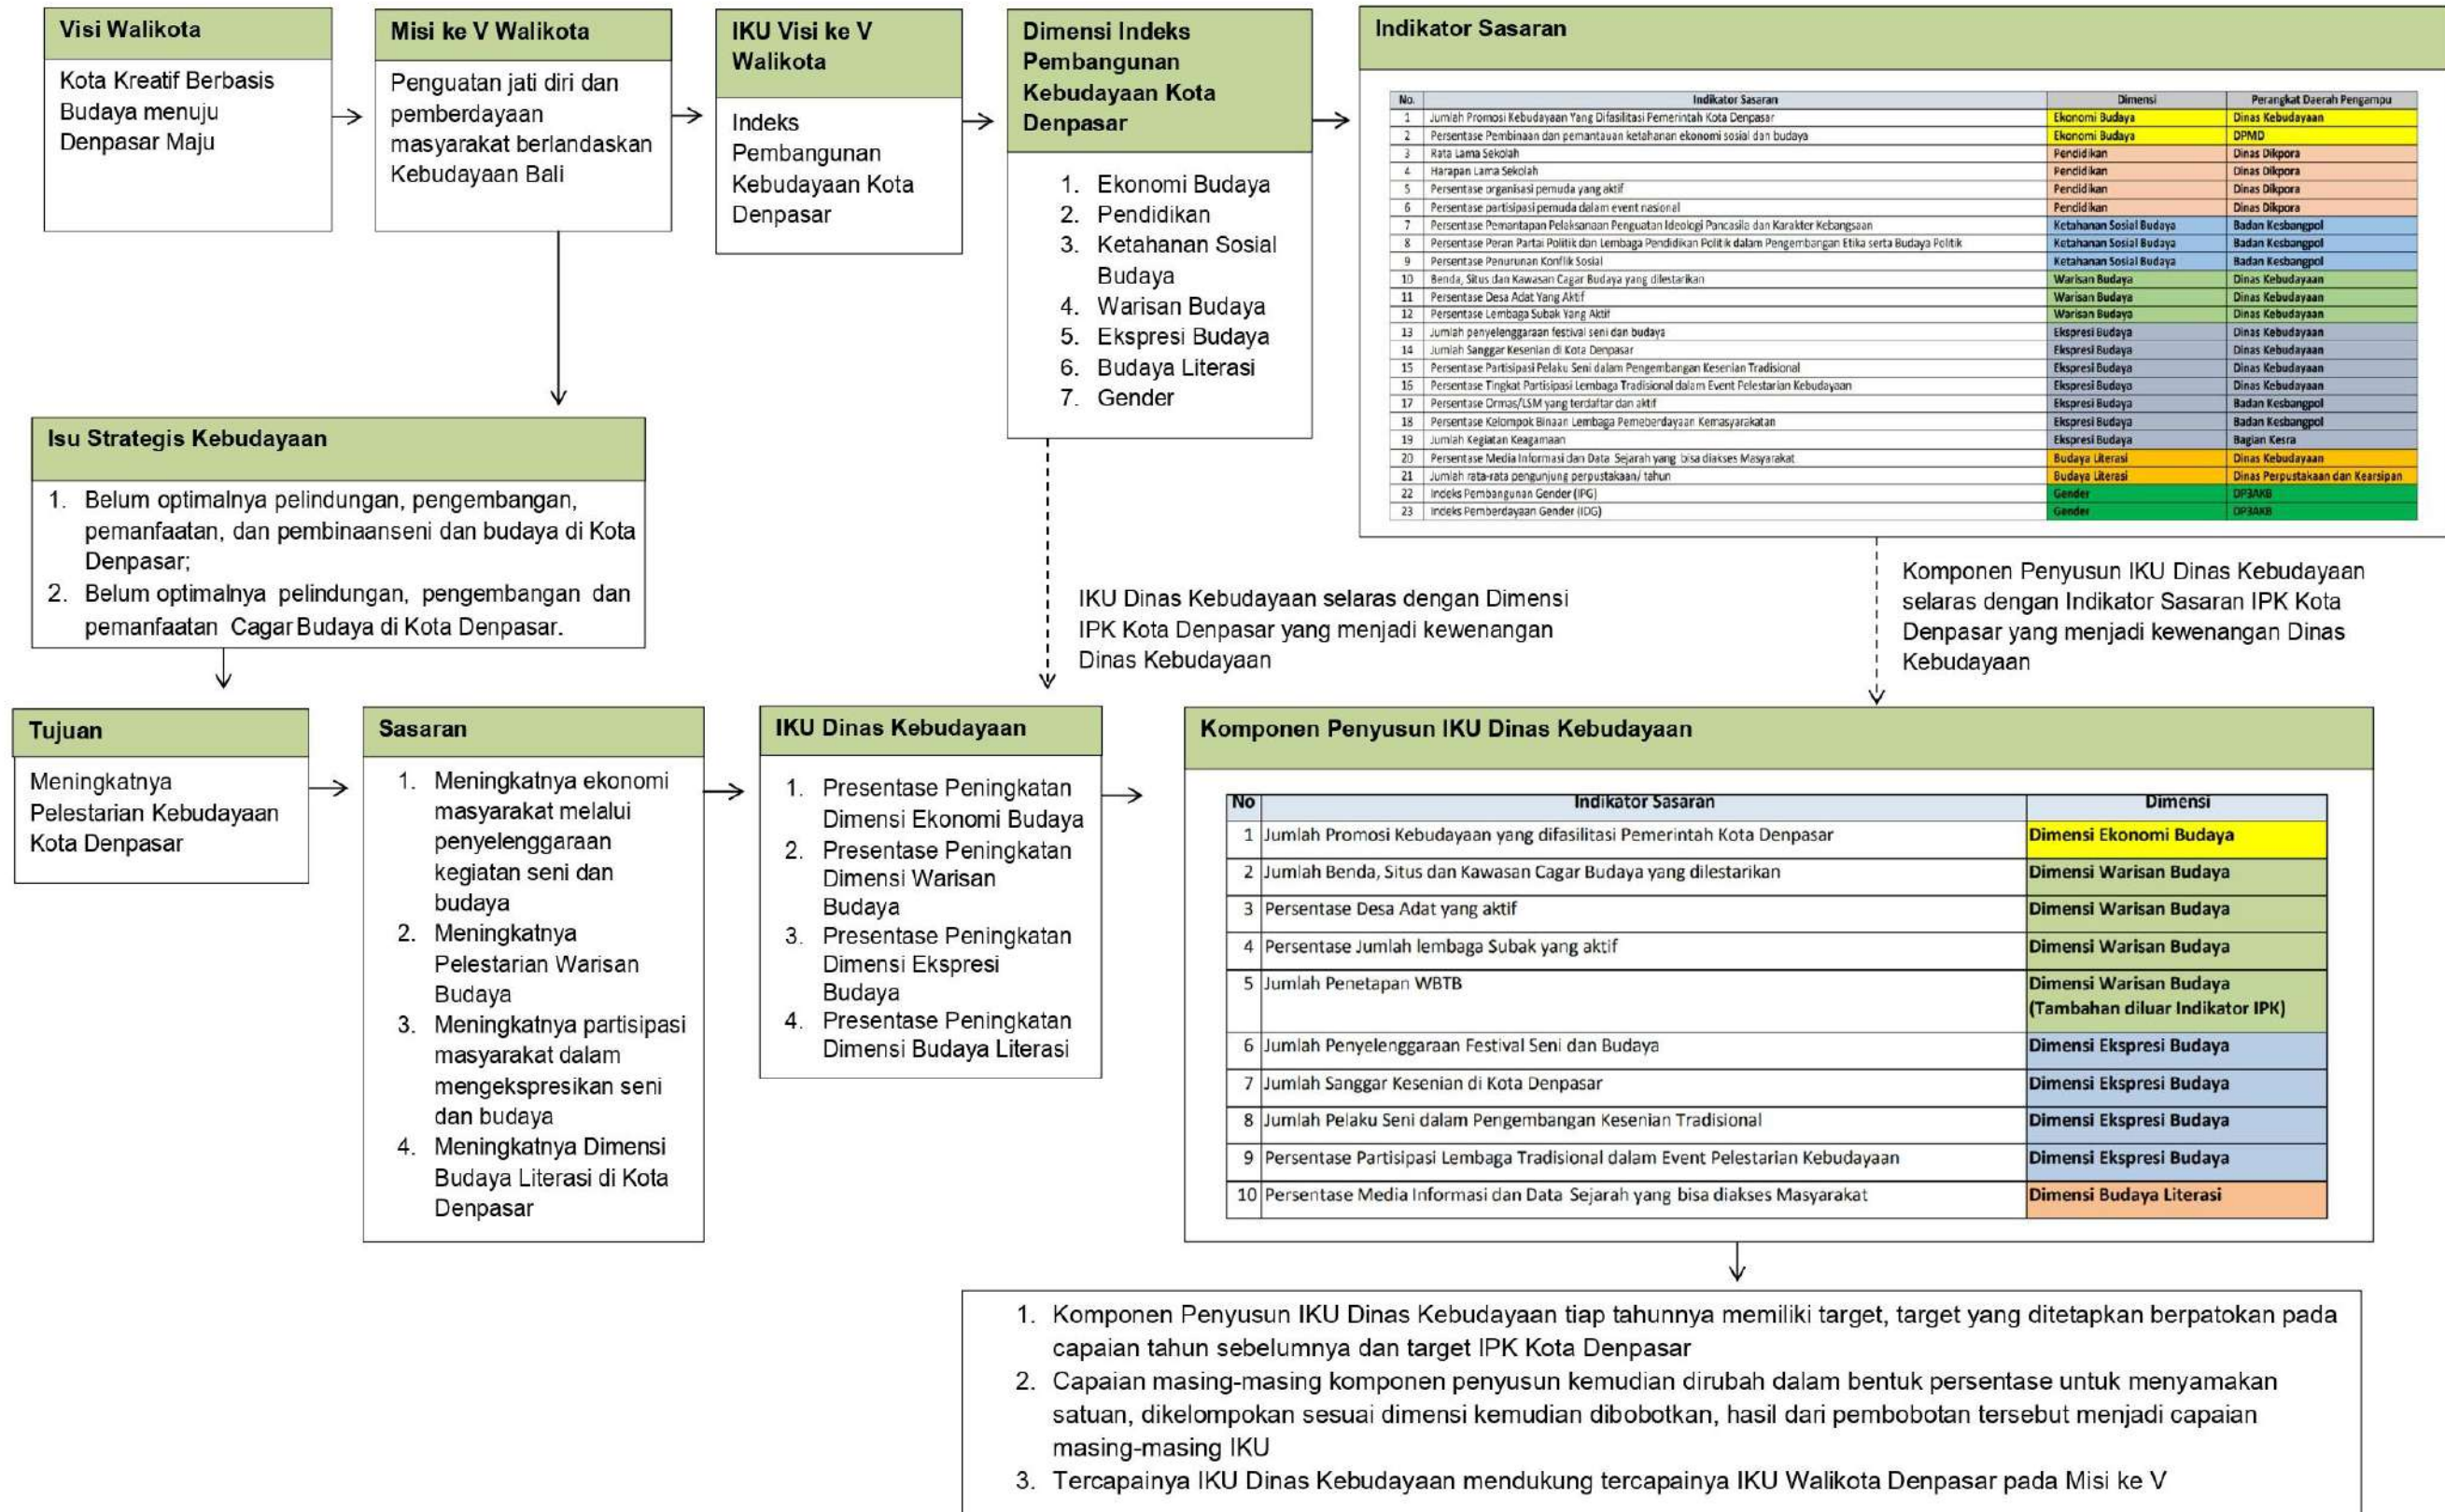 Visi Walikota
Kota Kreatif Berbasis
Budaya menuju
Denpasar Maju
Misi ke V Walikota
Penguatan jati diri dan
pemberdayaan
masyarakat berlandaskan
Kebudayaan Bali
IKU Visi ke V
Walikota
Indeks
Pembangunan
Kebudayaan Kota
Denpasar
Dimensi Indeks
Pembangunan
Kebudayaan Kota
Denpasar
1. Ekonomi Budaya
2. Pendidikan
3. Ketahanan Sosial
Budaya
4. Warisan Budaya
5. Ekspresi Budaya
6. Budaya Literasi
7. Gender
Indikator Sasaran
No. Indikator Sasaran Dimensi Perangkat Daerah Pengampu
1 Jumlah Promosi Kebudayaan Yang Difasilitasi Pemerintah Kota Denpasar Ekonomi Budaya Dinas Kebudayaan
2 Persentase Pembinaan dan pemantauan ketahanan ekonomi sosial dan budaya Ekonomi Budaya DPMD
3 Rata Lama Sekolah Pendidikan Dinas Dikpora
4 Harapan Lama Sekolah Pendidikan Dinas Dikpora
5 Persentase organisasi pemuda yang aktif Pendidikan Dinas Dikpora
6 Persentase partisipasi pemuda dalam event nasional Pendidikan Dinas Dikpora
7 Persentase Pemantapan Pelaksanaan Penguatan Ideologi Pancasila dan Karakter Kebangsaan Ketahanan Sosial Budaya Badan Kesbangpol
8 Persentase Peran Partai Politik dan Lembaga Pendidikan Politik dalam Pengembangan Etika serta Budaya Politik Ketahanan Sosial Budaya Badan Kesbangpol
9 Persentase Penurunan Konflik Sosial Ketahanan Sosial Budaya Badan Kesbangpol
10 Benda, Situs dan Kawasan Cagar Budaya yang dilestarikan Warisan Budaya Dinas Kebudayaan
11 Persentase Desa Adat Yang Aktif Warisan Budaya Dinas Kebudayaan
12 Persentase Lembaga Subak Yang Aktif Warisan Budaya Dinas Kebudayaan
13 Jumlah penyelenggaraan festival seni dan budaya Ekspresi Budaya Dinas Kebudayaan
14 Jumlah Sanggar Kesenian di Kota Denpasar Ekspresi Budaya Dinas Kebudayaan
15 Persentase Partisipasi Pelaku Seni dalam Pengembangan Kesenian Tradisional Ekspresi Budaya Dinas Kebudayaan
16 Persentase Tingkat Partisipasi Lembaga Tradisional dalam Event Pelestarian Kebudayaan Ekspresi Budaya Dinas Kebudayaan
17 Persentase Ormas/LSM yang terdaftar dan aktif Ekspresi Budaya Badan Kesbangpol
18 Persentase Kelompok Binaan Lembaga Pemeberdayaan Kemasyarakatan Ekspresi Budaya Badan Kesbangpol
19 Jumlah Kegiatan Keagamaan Ekspresi Budaya Bagian Kesra
20 Persentase Media Informasi dan Data Sejarah yang bisa diakses Masyarakat Budaya Literasi Dinas Kebudayaan
21 Jumlah rata-rata pengunjung perpustakaan/ tahun Budaya Literasi Dinas Perpustakaan dan Kearsipan
22 Indeks Pembangunan Gender (IPG) Gender DP3AKB
23 Indeks Pemberdayaan Gender (IDG) Gender DP3AKB
Isu Strategis Kebudayaan
1. Belum optimalnya pelindungan, pengembangan,
pemanfaatan, dan pembinaanseni dan budaya di Kota
Denpasar;
2. Belum optimalnya pelindungan, pengembangan dan
pemanfaatan Cagar Budaya di Kota Denpasar.
IKU Dinas Kebudayaan selaras dengan Dimensi
IPK Kota Denpasar yang menjadi kewenangan
Dinas Kebudayaan
Komponen Penyusun IKU Dinas Kebudayaan
selaras dengan Indikator Sasaran IPK Kota
Denpasar yang menjadi kewenangan Dinas
Kebudayaan
Tujuan
Meningkatnya
Pelestarian Kebudayaan
Kota Denpasar
Sasaran
1. Meningkatnya ekonomi
masyarakat melalui
penyelenggaraan
kegiatan seni dan
budaya
2. Meningkatnya
Pelestarian Warisan
Budaya
3. Meningkatnya partisipasi
masyarakat dalam
mengekspresikan seni
dan budaya
4. Meningkatnya Dimensi
Budaya Literasi di Kota
Denpasar
IKU Dinas Kebudayaan
1. Presentase Peningkatan
Dimensi Ekonomi Budaya
2. Presentase Peningkatan
Dimensi Warisan
Budaya
3. Presentase Peningkatan
Dimensi Ekspresi
Budaya
4. Presentase Peningkatan
Dimensi Budaya Literasi
Komponen Penyusun IKU Dinas Kebudayaan
No Indikator Sasaran Dimensi
1 Jumlah Promosi Kebudayaan yang difasilitasi Pemerintah Kota Denpasar Dimensi Ekonomi Budaya
2 Jumlah Benda, Situs dan Kawasan Cagar Budaya yang dilestarikan Dimensi Warisan Budaya
3 Persentase Desa Adat yang aktif Dimensi Warisan Budaya
4 Persentase Jumlah lembaga Subak yang aktif Dimensi Warisan Budaya
5 Jumlah Penetapan WBTB Dimensi Warisan Budaya
(Tambahan diluar Indikator IPK)
6 Jumlah Penyelenggaraan Festival Seni dan Budaya Dimensi Ekspresi Budaya
7 Jumlah Sanggar Kesenian di Kota Denpasar Dimensi Ekspresi Budaya
8 Jumlah Pelaku Seni dalam Pengembangan Kesenian Tradisional Dimensi Ekspresi Budaya
9 Persentase Partisipasi Lembaga Tradisional dalam Event Pelestarian Kebudayaan Dimensi Ekspresi Budaya
10 Persentase Media Informasi dan Data Sejarah yang bisa diakses Masyarakat Dimensi Budaya Literasi
1. Komponen Penyusun IKU Dinas Kebudayaan tiap tahunnya memiliki target, target yang ditetapkan berpatokan pada
capaian tahun sebelumnya dan target IPK Kota Denpasar
2. Capaian masing-masing komponen penyusun kemudian dirubah dalam bentuk persentase untuk menyamakan
satuan, dikelompokan sesuai dimensi kemudian dibobotkan, hasil dari pembobotan tersebut menjadi capaian
masing-masing IKU
3. Tercapainya IKU Dinas Kebudayaan mendukung tercapainya IKU Walikota Denpasar pada Misi ke V